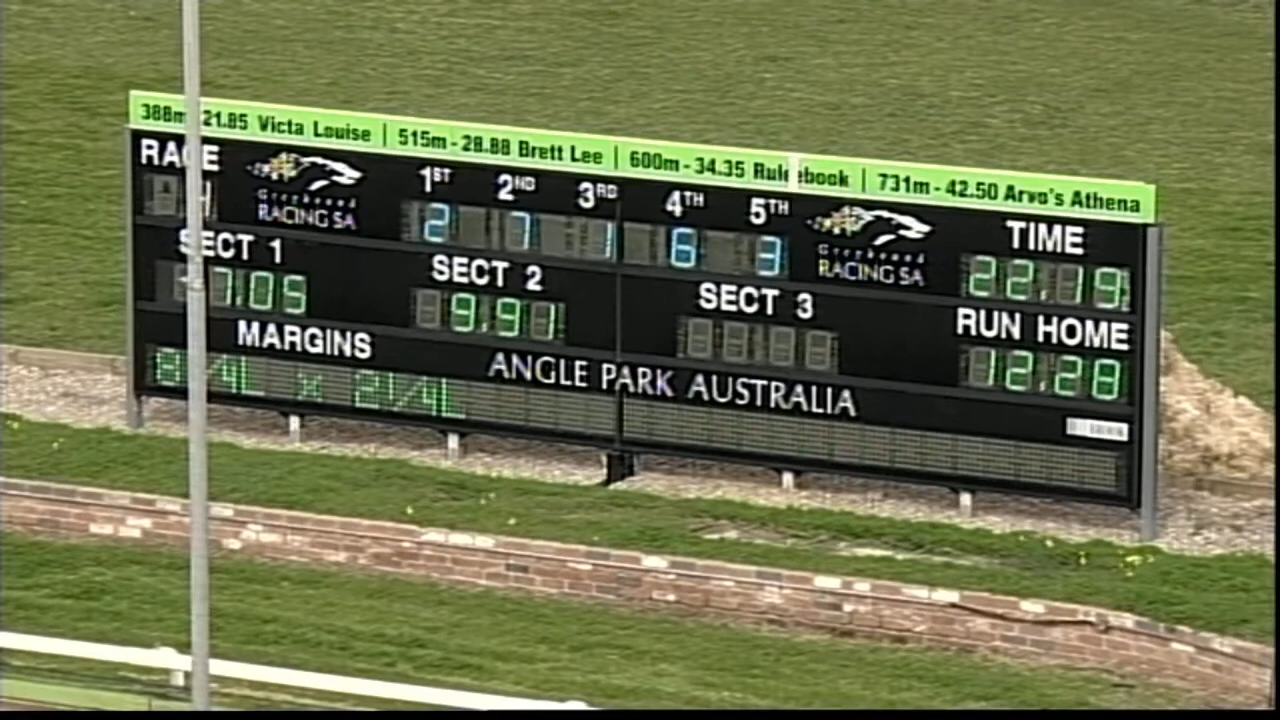 388m 21.85 Victa Louise | 515m - 28.88 Brett Lee | 600m - 34.35 Rulebook | 731m - 42.50 Arvo's Athena
RACE
Greyhound
RACING SA
1ST 2ND 3RD 4TH 5TH
2 7 1 6 3
Greyhound
RACING SA
TIME
22.19
SECT 1
7.05
SECT 2
9.91
SECT 3
RUN HOME
12.28
MARGINS
ANGLE PARK AUSTRALIA
2 1/4L